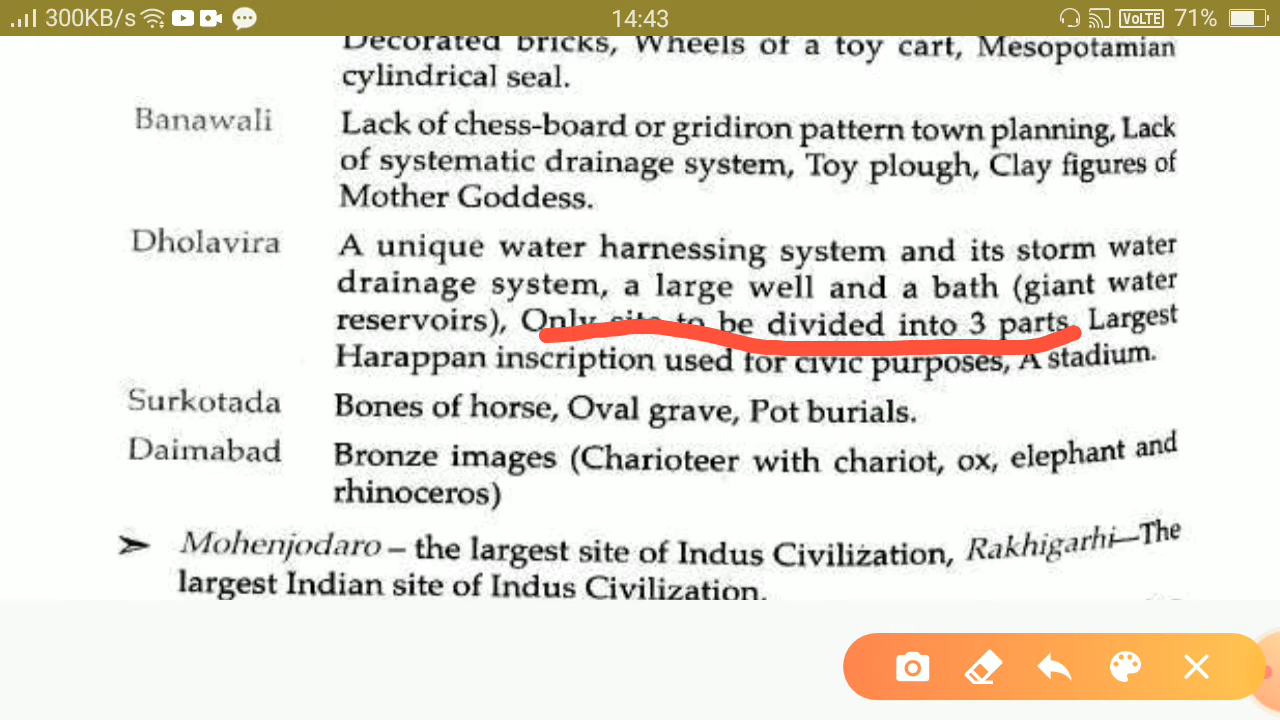 300KB/s 14:43 VoLTE 71%
Decorated bricks, Wheels of a toy cart, Mesopotamian
cylindrical seal.
Banawali Lack of chess-board or gridiron pattern town planning, Lack
of systematic drainage system, Toy plough, Clay figures of
Mother Goddess.
Dholavira A unique water harnessing system and its storm water
drainage system, a large well and a bath (giant water
reservoirs), Only site to be divided into 3 parts, Largest
Harappan inscription used for civic purposes, A stadium.
Surkotada Bones of horse, Oval grave, Pot burials.
Daimabad Bronze images (Charioteer with chariot, ox, elephant and
rhinoceros)
➢ Mohenjodaro – the largest site of Indus Civilization, Rakhigarhi—The
largest Indian site of Indus Civilization.